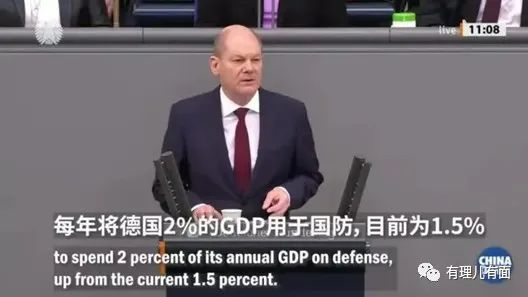 live 11:08
每年将德国2%的GDP用于国防，目前为1.5%
to spend 2 percent of its annual GDP on defense,
up from the current 1.5 percent.
CHINA
有理儿有面